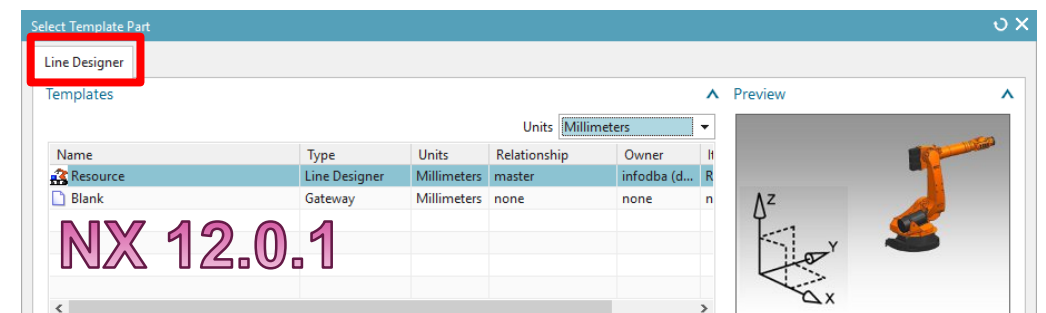 Select Template Part
Line Designer
Templates
Preview
Units Millimeters
Name Type Units Relationship Owner
Resource Line Designer Millimeters master infodba (d... R
Blank Gateway Millimeters none none n
NX 12.0.1
Z
Y
X